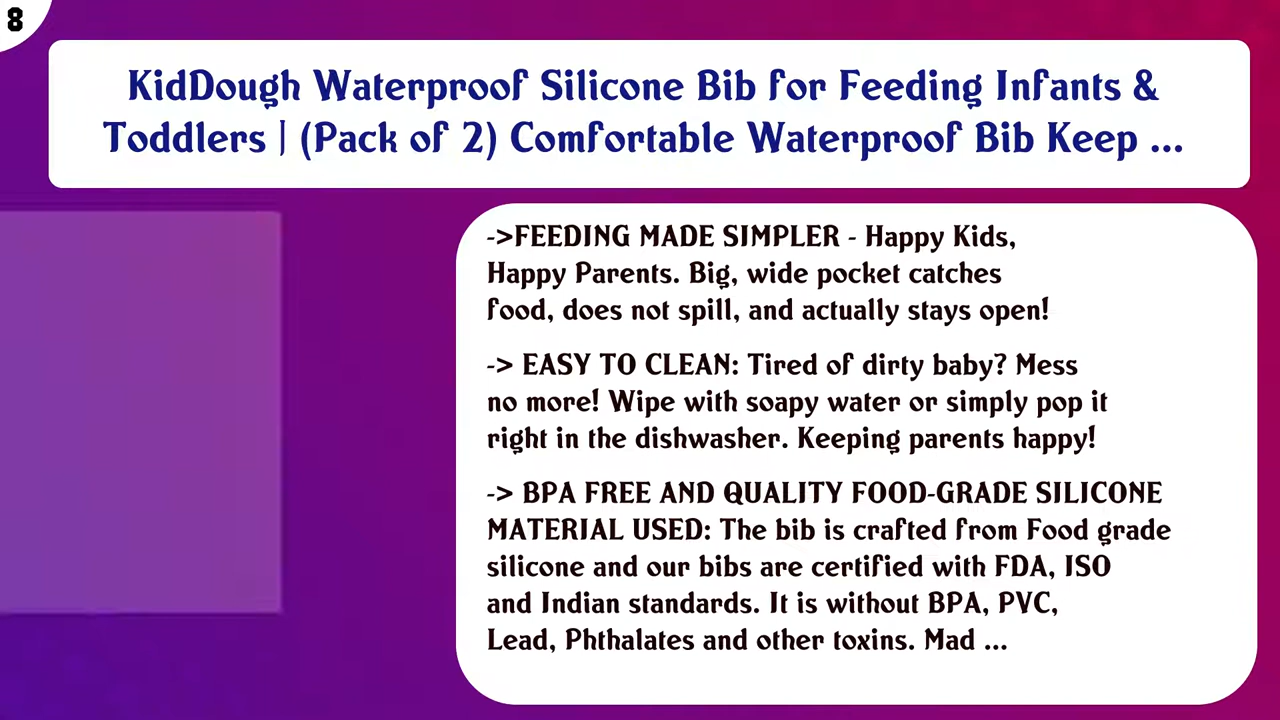 8
KidDough Waterproof Silicone Bib for Feeding Infants &
Toddlers | (Pack of 2) Comfortable Waterproof Bib Keep ...
->FEEDING MADE SIMPLER - Happy Kids,
Happy Parents. Big, wide pocket catches
food, does not spill, and actually stays open!
-> EASY TO CLEAN: Tired of dirty baby? Mess
no more! Wipe with soapy water or simply pop it
right in the dishwasher. Keeping parents happy!
-> BPA FREE AND QUALITY FOOD-GRADE SILICONE
MATERIAL USED: The bib is crafted from Food grade
silicone and our bibs are certified with FDA, ISO
and Indian standards. It is without BPA, PVC,
Lead, Phthalates and other toxins. Mad ...